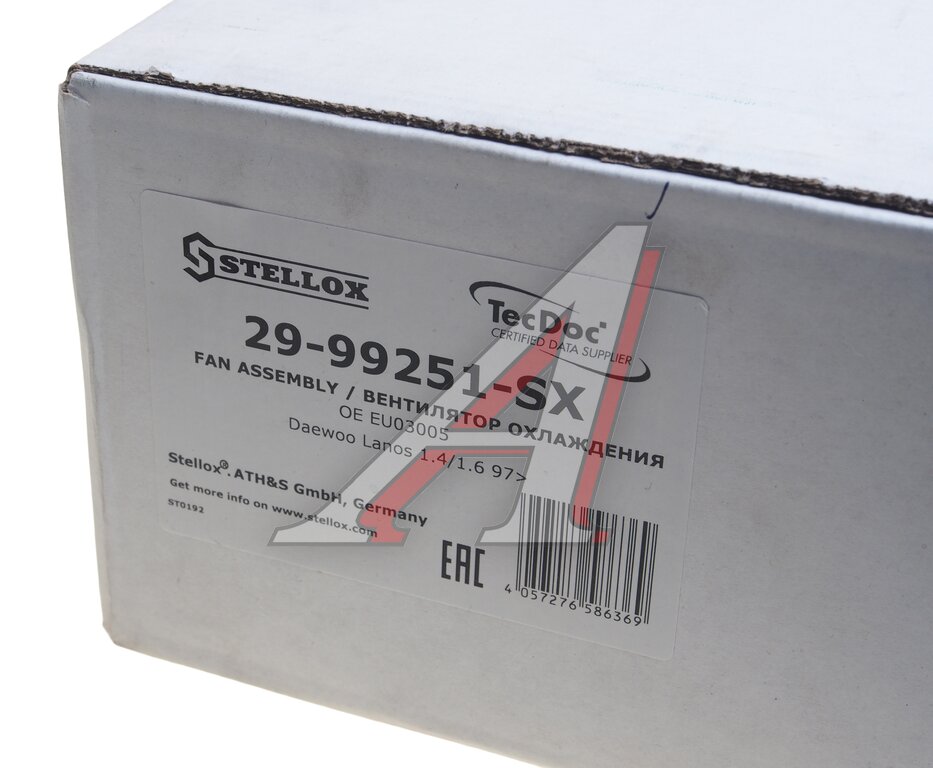 STELLOX
TecDoc
CERTIFIED DATA SUPPLIER
29-99251-SX
FAN ASSEMBLY / ВЕНТИЛЯТОР ОХЛАЖДЕНИЯ
OE EU03005
Daewoo Lanos 1.4/1.6 97>
Stellox®.ATH&S GmbH, Germany
Get more info on www.stellox.com
ST0192
EAC
4 057276 586369